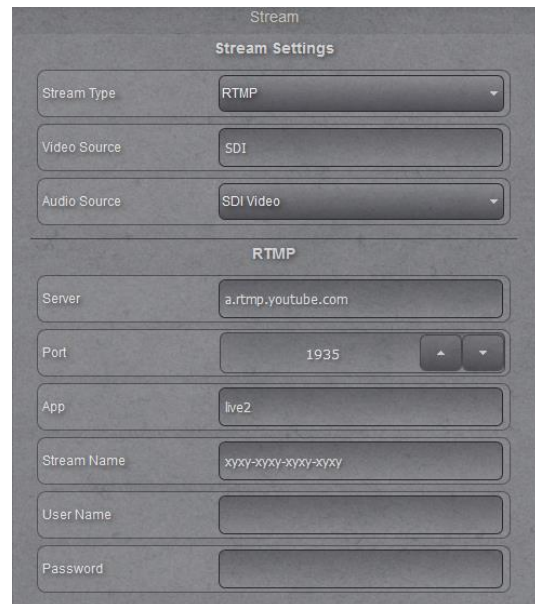 Stream
Stream Settings
Stream Type RTMP
Video Source SDI
Audio Source SDI Video
RTMP
Server a.rtmp.youtube.com
Port 1935
App live2
Stream Name xyxy-xyxy-xyxy-xyxy
User Name
Password